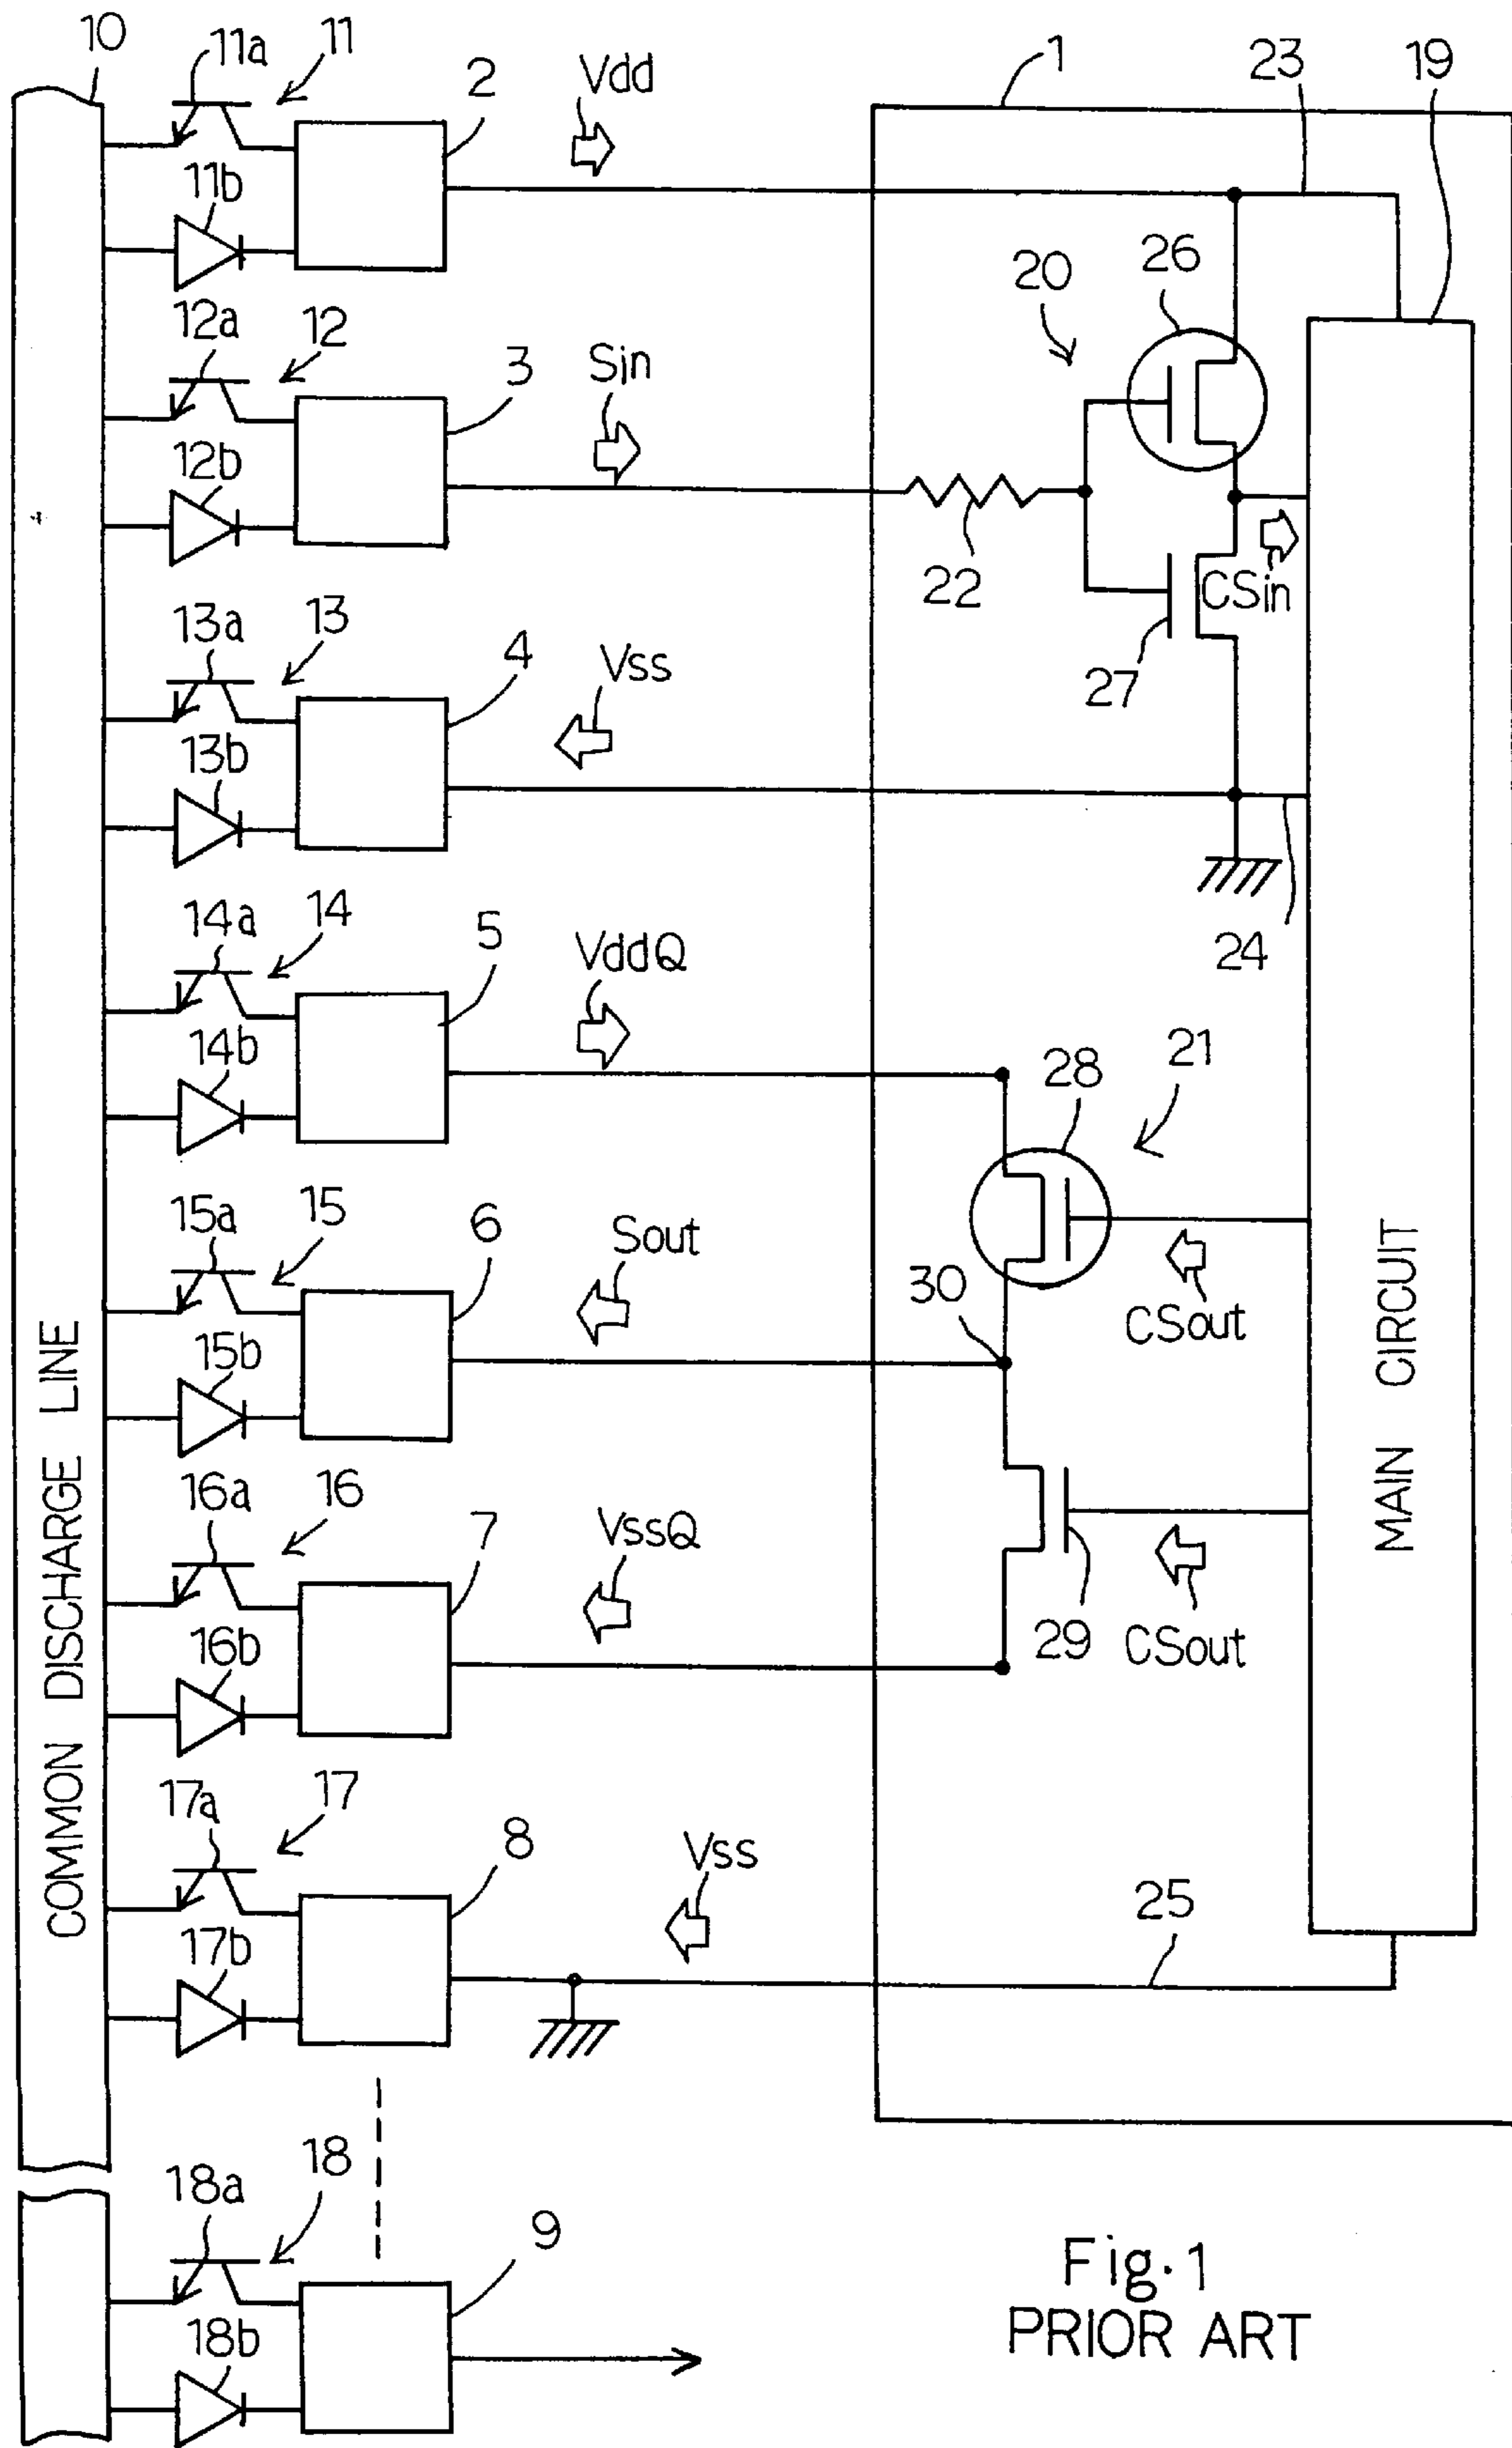 10
11a
11
2
Vdd
1
23
19
11b
20
26
12a
12
3
Sin
12b
22
CSin
27
13a
13
4
Vss
13b
24
14a
14
5
VddQ
14b
28
21
15a
15
6
Sout
30
CSout
15b
COMMON DISCHARGE LINE
MAIN CIRCUIT
16a
16
7
VssQ
29
CSout
16b
17a
17
8
Vss
25
17b
18a
18
9
18b
Fig.1
PRIOR ART